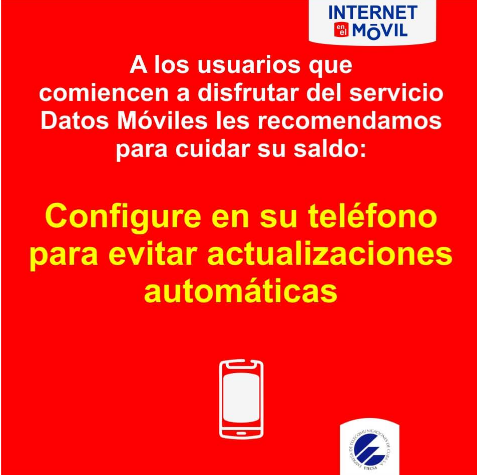 INTERNET
en el MÓVIL
A los usuarios que
comiencen a disfrutar del servicio
Datos Móviles les recomendamos
para cuidar su saldo:
Configure en su teléfono
para evitar actualizaciones
automáticas